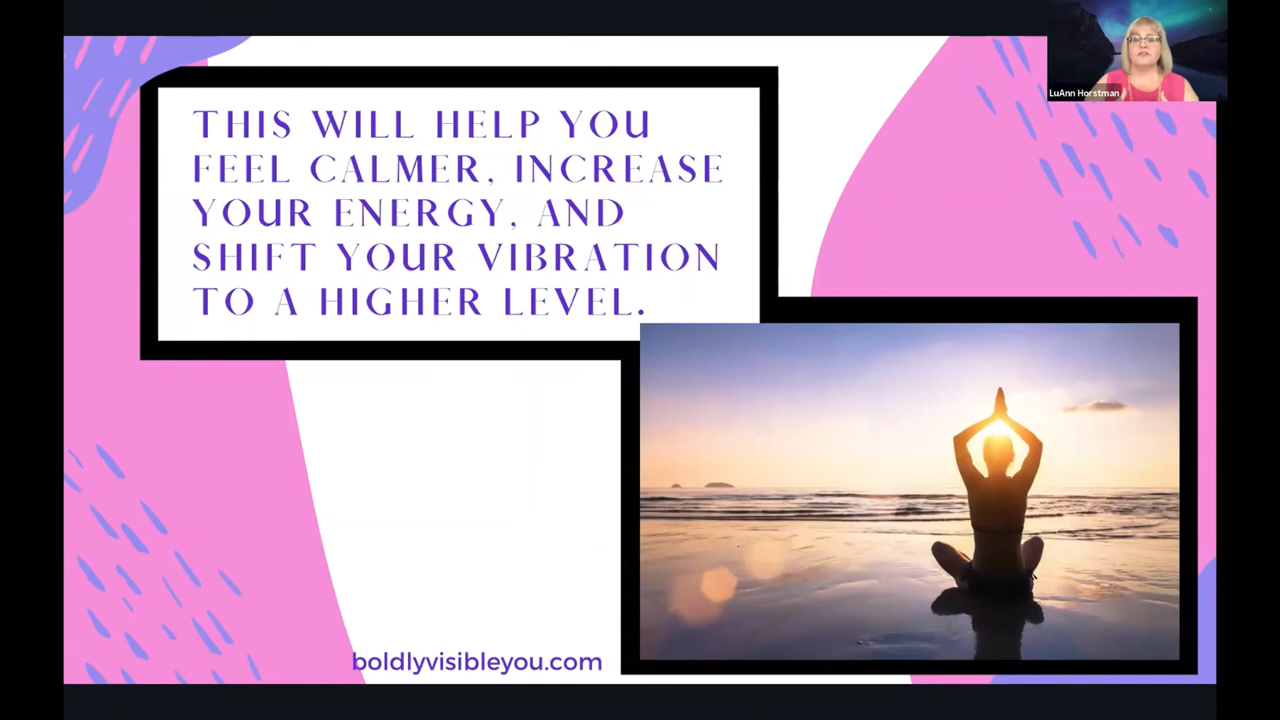 THIS WILL HELP YOU
FEEL CALMER, INCREASE
YOUR ENERGY, AND
SHIFT YOUR VIBRATION
TO A HIGHER LEVEL.
LuAnn Horstman
boldlyvisibleyou.com